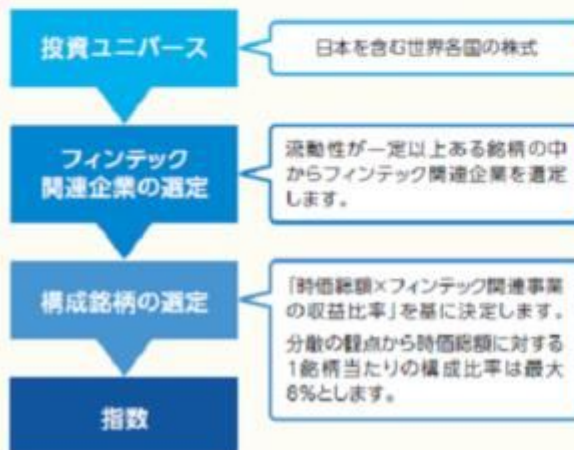 投資ユニバース
日本を含む世界各国の株式
フィンテック
関連企業の選定
流動性が一定以上ある銘柄の中
からフィンテック関連企業を選定
します。
構成銘柄の選定
「時価総額×フィンテック関連事業
の収益比率」を基に決定します。
分散の観点から時価総額に対する
1銘柄当たりの構成比率は最大
6%とします。
指数